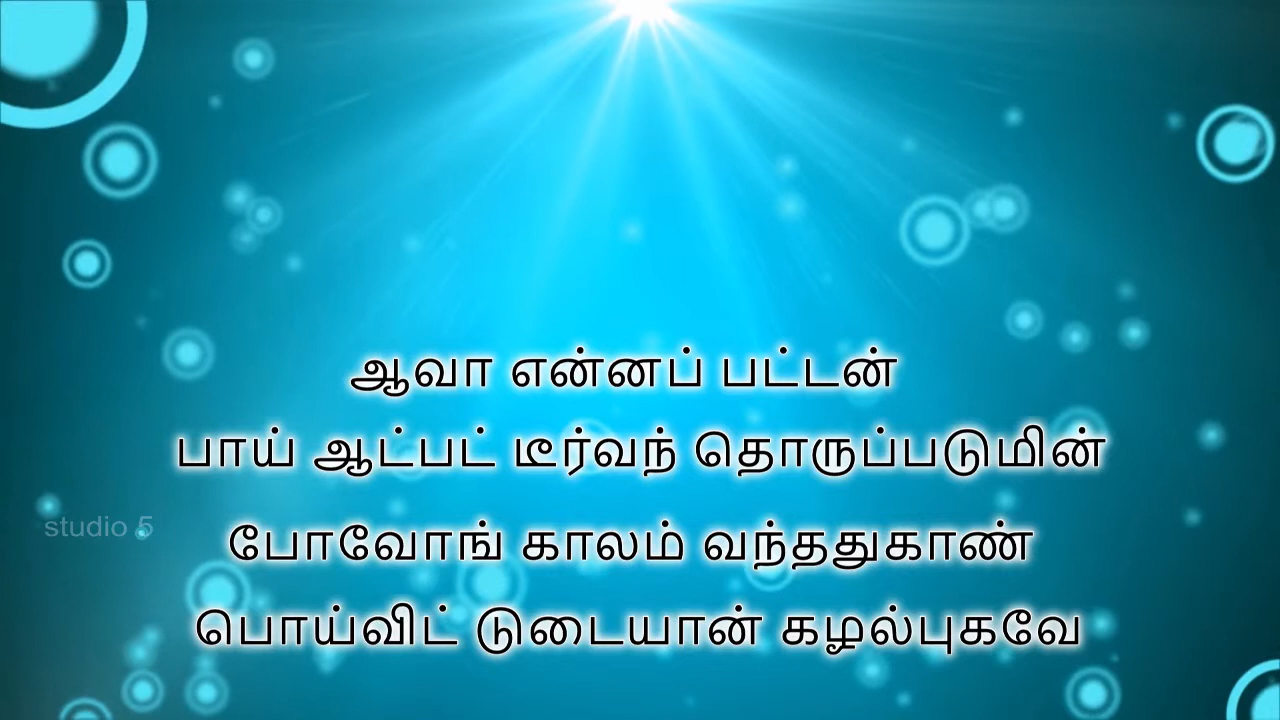 ஆவா என்னப் பட்டன்
பாய் ஆட்பட் டீர்வந் தொருப்படுமின்
போவோங் காலம் வந்ததுகாண்
பொய்விட் டுடையான் கழல்புகவே
studio 5